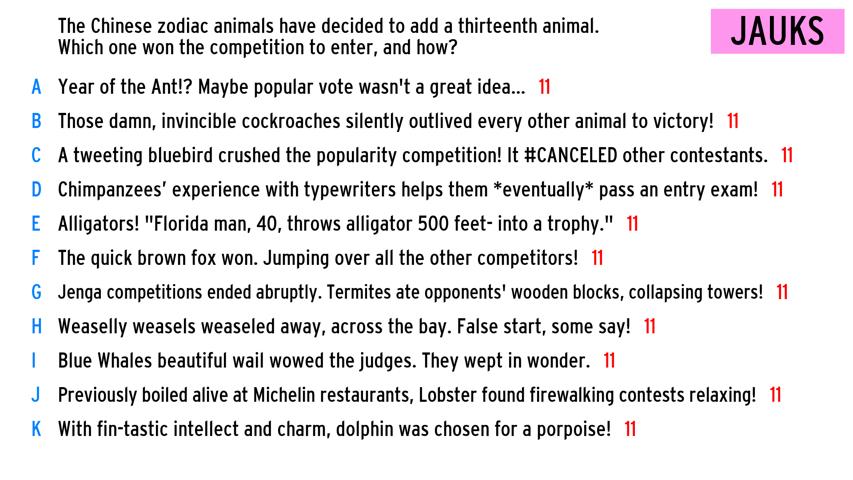 The Chinese zodiac animals have decided to add a thirteenth animal.
Which one won the competition to enter, and how?
JAUKS
A Year of the Ant!? Maybe popular vote wasn't a great idea... 11
B Those damn, invincible cockroaches silently outlived every other animal to victory! 11
C A tweeting bluebird crushed the popularity competition! It #CANCELED other contestants. 11
D Chimpanzees’ experience with typewriters helps them *eventually* pass an entry exam! 11
E Alligators! "Florida man, 40, throws alligator 500 feet- into a trophy." 11
F The quick brown fox won. Jumping over all the other competitors! 11
G Jenga competitions ended abruptly. Termites ate opponents' wooden blocks, collapsing towers! 11
H Weaselly weasels weaseled away, across the bay. False start, some say! 11
I Blue Whales beautiful wail wowed the judges. They wept in wonder. 11
J Previously boiled alive at Michelin restaurants, Lobster found firewalking contests relaxing! 11
K With fin-tastic intellect and charm, dolphin was chosen for a porpoise! 11